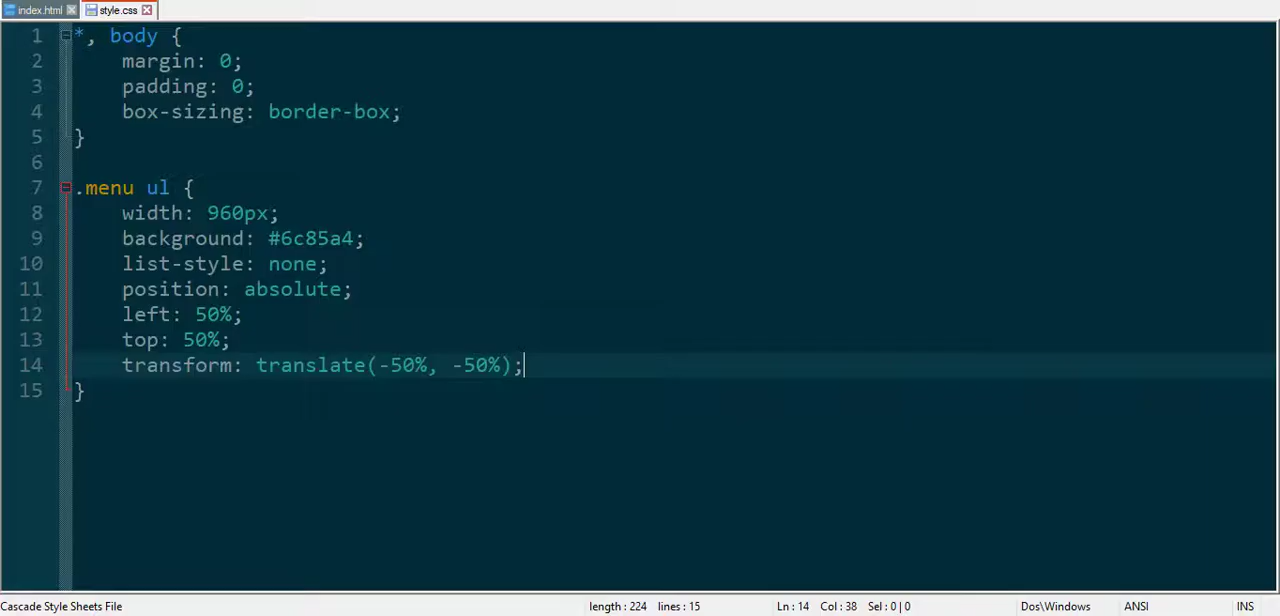 index.html style.css
1 *, body {
2 margin: 0;
3 padding: 0;
4 box-sizing: border-box;
5 }
6
7 .menu ul {
8 width: 960px;
9 background: #6c85a4;
10 list-style: none;
11 position: absolute;
12 left: 50%;
13 top: 50%;
14 transform: translate(-50%, -50%);
15 }
Cascade Style Sheets File length : 224 lines : 15 Ln : 14 Col : 38 Sel : 0 | 0 Dos\Windows ANSI INS